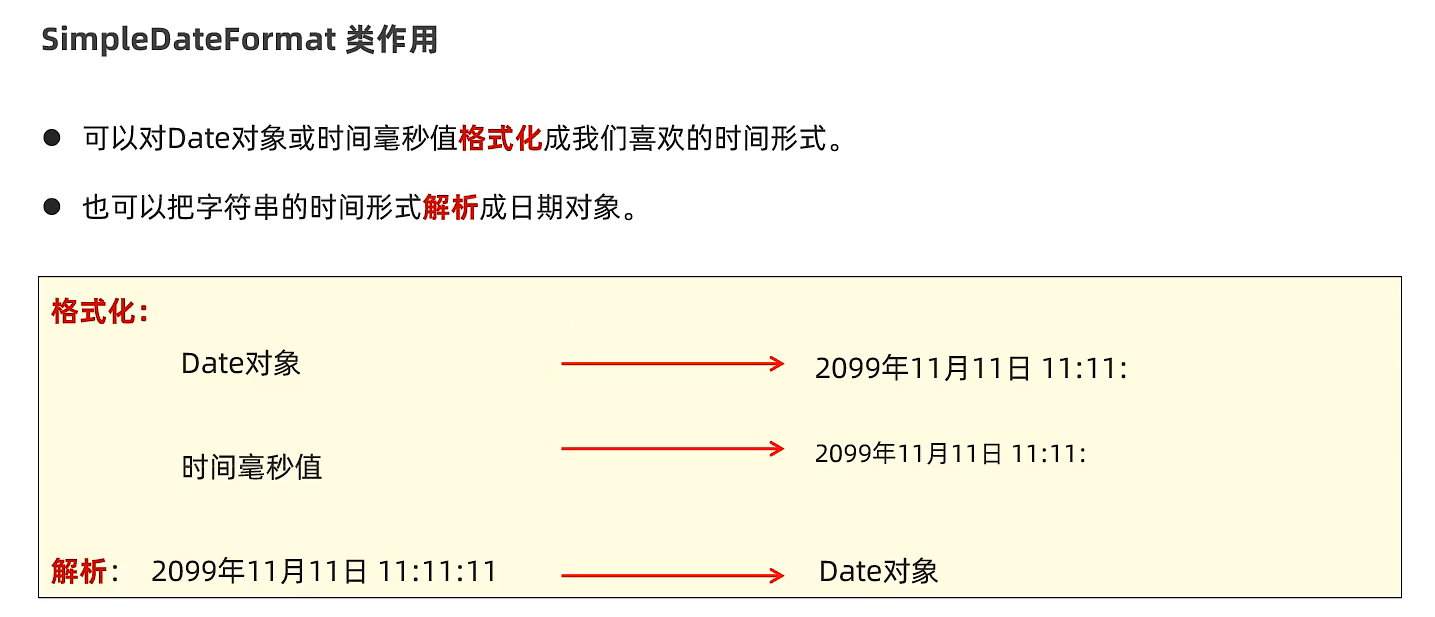 SimpleDateFormat 类作用
● 可以对Date对象或时间毫秒值格式化成我们喜欢的时间形式。
● 也可以把字符串的时间形式解析成日期对象。
格式化：
Date对象 2099年11月11日 11:11:
时间毫秒值 2099年11月11日 11:11:
解析： 2099年11月11日 11:11:11 Date对象